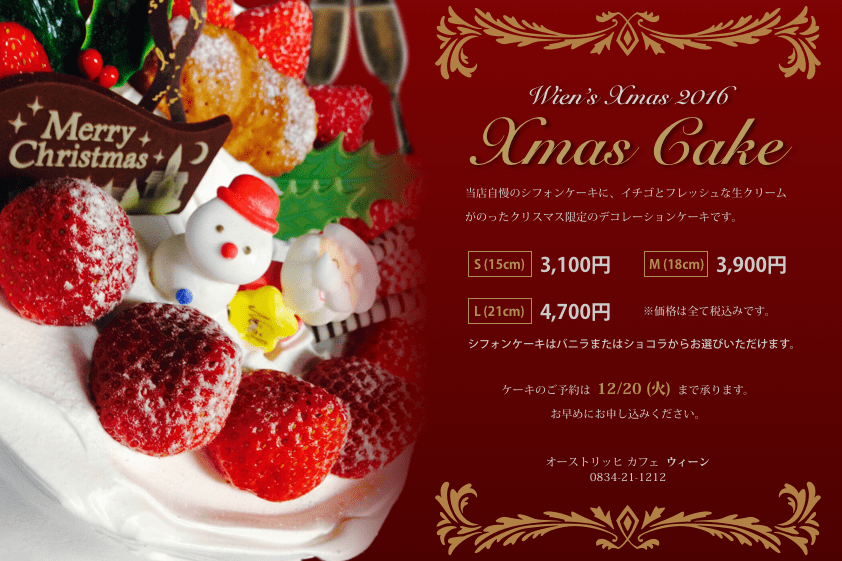 Merry
Christmas
Wien's Xmas 2016
Xmas Cake
当店自慢のシフォンケーキに、イチゴとフレッシュな生クリーム
がのったクリスマス限定のデコレーションケーキです。
S (15cm) 3,100円 M (18cm) 3,900円
L (21cm) 4,700円 ※価格は全て税込みです。
シフォンケーキはバニラまたはショコラからお選びいただけます。
ケーキのご予約は 12/20 (火) まで承ります。
お早めにお申し込みください。
オーストリッヒ カフェ ウィーン
0834-21-1212